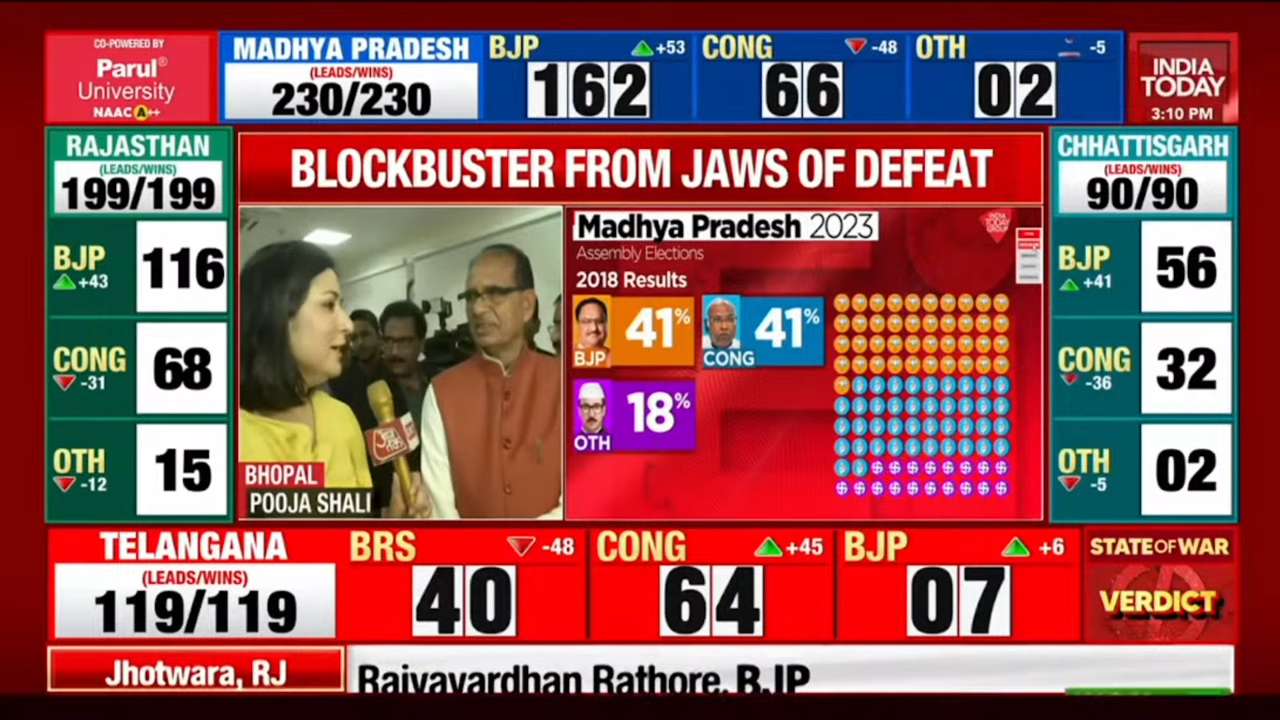 CO-POWERED BY
Parul®
University
NAAC A++
MADHYA PRADESH
(LEADS/WINS)
230/230
BJP +53
162
CONG -48
66
OTH -5
02
INDIA
TODAY
3:10 PM
RAJASTHAN
(LEADS/WINS)
199/199
BJP
+43
116
CONG
-31
68
OTH
-12
15
BLOCKBUSTER FROM JAWS OF DEFEAT
BHOPAL
POOJA SHALI
Madhya Pradesh 2023
Assembly Elections
2018 Results
BJP 41%
CONG 41%
OTH 18%
INDIA
TODAY
GROUP
CHHATTISGARH
(LEADS/WINS)
90/90
BJP
+41
56
CONG
-36
32
OTH
-5
02
TELANGANA
(LEADS/WINS)
119/119
BRS -48
40
CONG +45
64
BJP +6
07
STATE OF WAR
VERDICT
Jhotwara, RJ
Rajyavardhan Rathore, BJP